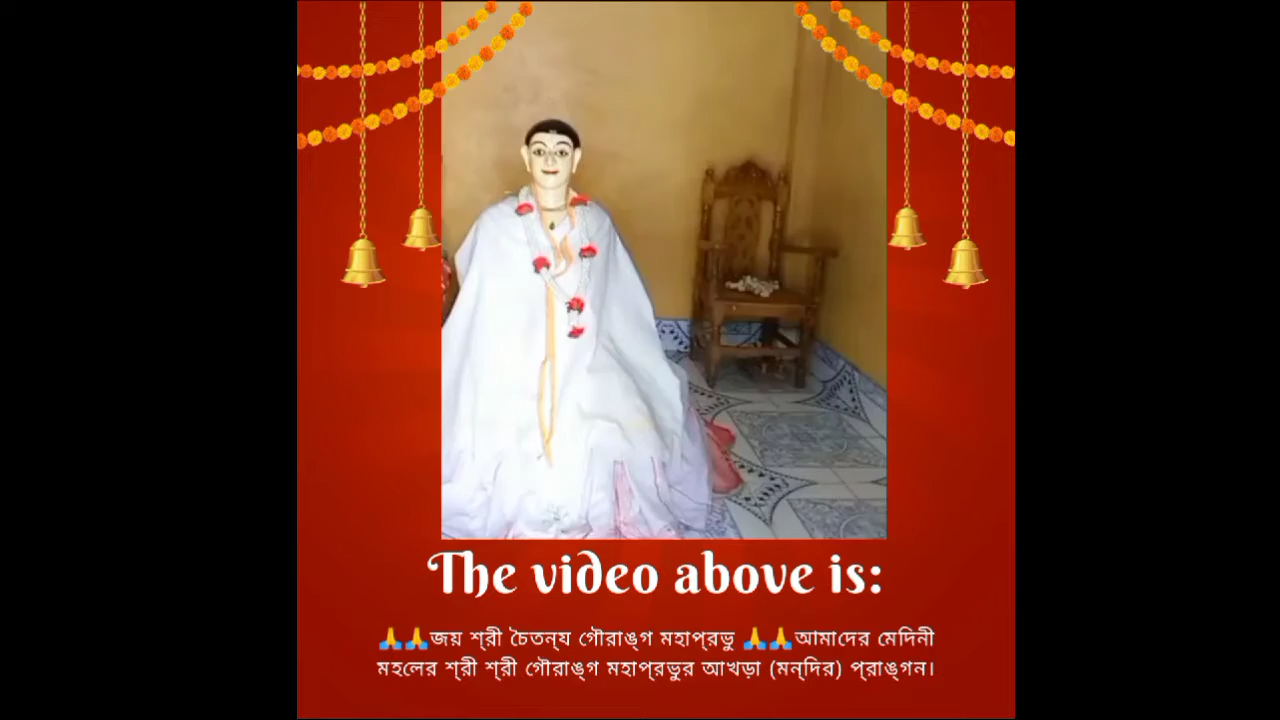 The video above is:
🙏🙏জয় শ্রী চৈতন্য গৌরাঙ্গ মহাপ্রভু 🙏🙏আমাদের মেদিনী
মহলের শ্রী শ্রী গৌরাঙ্গ মহাপ্রভুর আখড়া (মন্দির) প্রাঙ্গন।